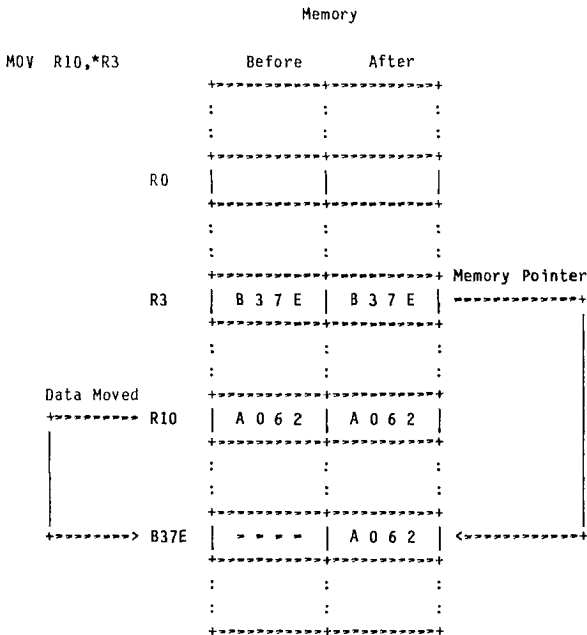 Memory
MOV R10,*R3 Before After
R0
Memory Pointer
R3 B 3 7 E B 3 7 E
Data Moved
R10 A 0 6 2 A 0 6 2
B37E - - - - A 0 6 2